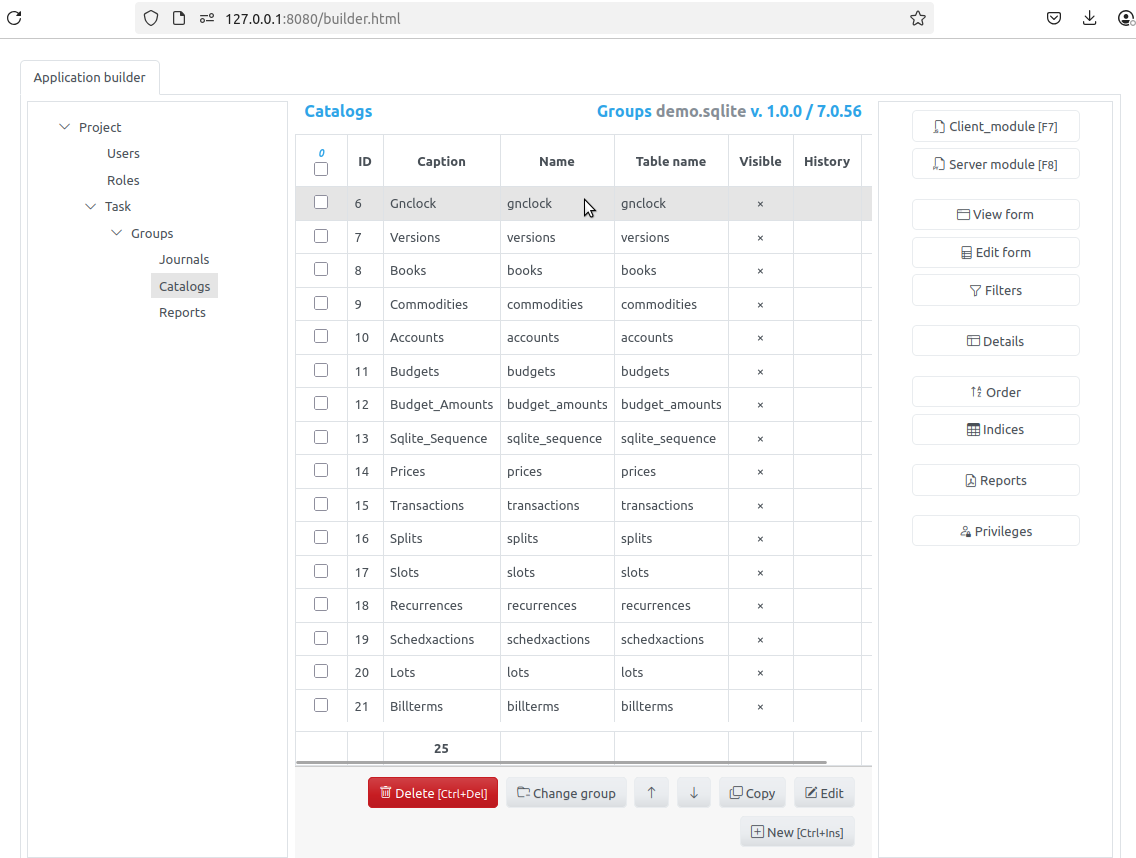 127.0.0.1:8080/builder.html
Application builder
Project
Users
Roles
Task
Groups
Journals
Catalogs
Reports
Catalogs Groups demo.sqlite v. 1.0.0 / 7.0.56
0 ID Caption Name Table name Visible History
6 Gnclock gnclock gnclock ×
7 Versions versions versions ×
8 Books books books ×
9 Commodities commodities commodities ×
10 Accounts accounts accounts ×
11 Budgets budgets budgets ×
12 Budget_Amounts budget_amounts budget_amounts ×
13 Sqlite_Sequence sqlite_sequence sqlite_sequence ×
14 Prices prices prices ×
15 Transactions transactions transactions ×
16 Splits splits splits ×
17 Slots slots slots ×
18 Recurrences recurrences recurrences ×
19 Schedxactions schedxactions schedxactions ×
20 Lots lots lots ×
21 Billterms billterms billterms ×
25
Delete [Ctrl+Del] Change group ↑ ↓ Copy Edit
New [Ctrl+Ins]
Client_module [F7]
Server module [F8]
View form
Edit form
Filters
Details
Order
Indices
Reports
Privileges